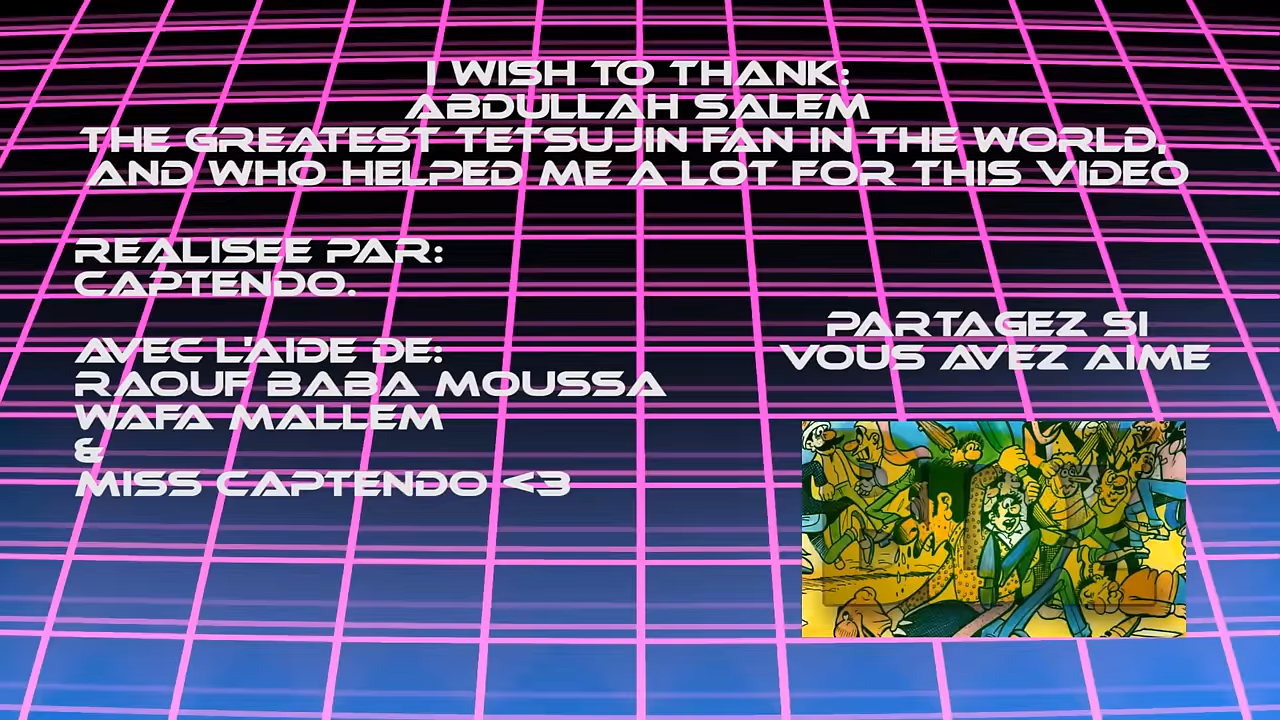 I WISH TO THANK:
ABDULLAH SALEM
THE GREATEST TETSUJIN FAN IN THE WORLD,
AND WHO HELPED ME A LOT FOR THIS VIDEO
REALISEE PAR:
CAPTENDO.
AVEC L'AIDE DE:
RAOUF BABA MOUSSA
WAFA MALLEM
&
MISS CAPTENDO <3
PARTAGEZ SI
VOUS AVEZ AIME